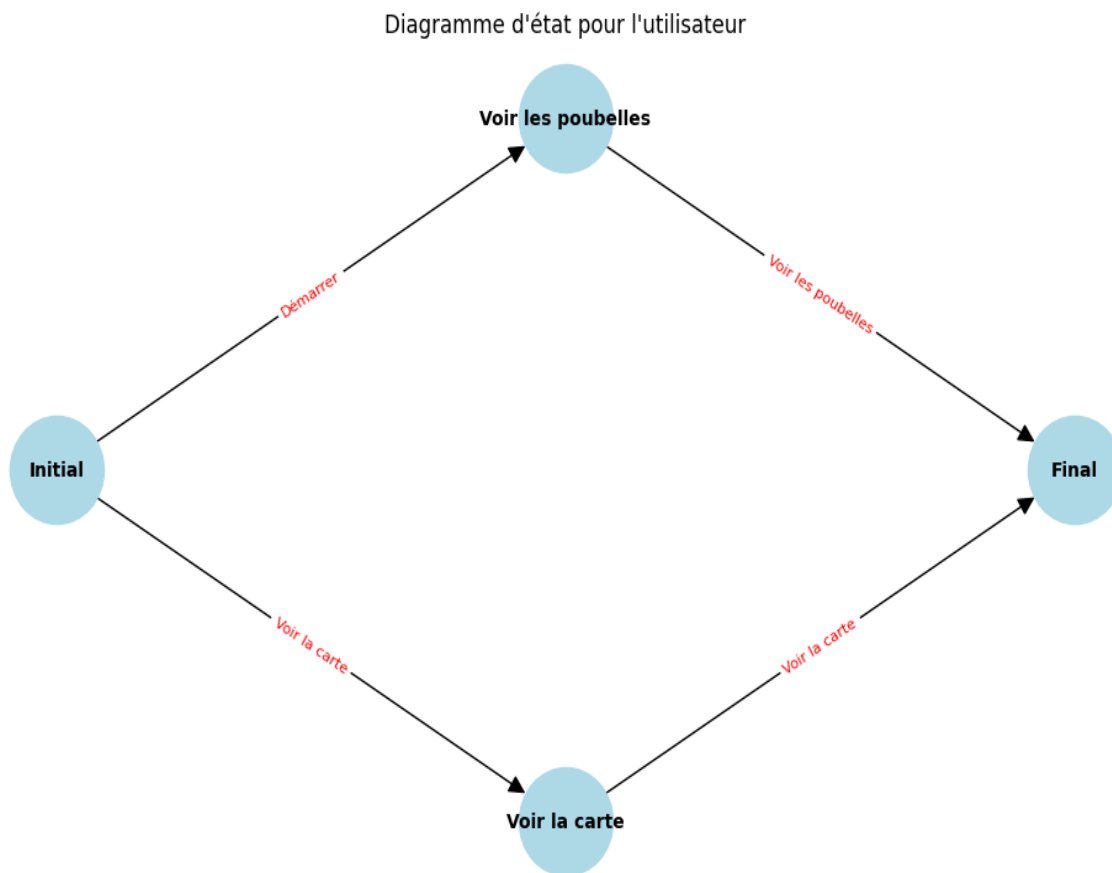 Diagramme d'état pour l'utilisateur
Voir les poubelles
Démarrer
Voir les poubelles
Initial
Final
Voir la carte
Voir la carte
Voir la carte